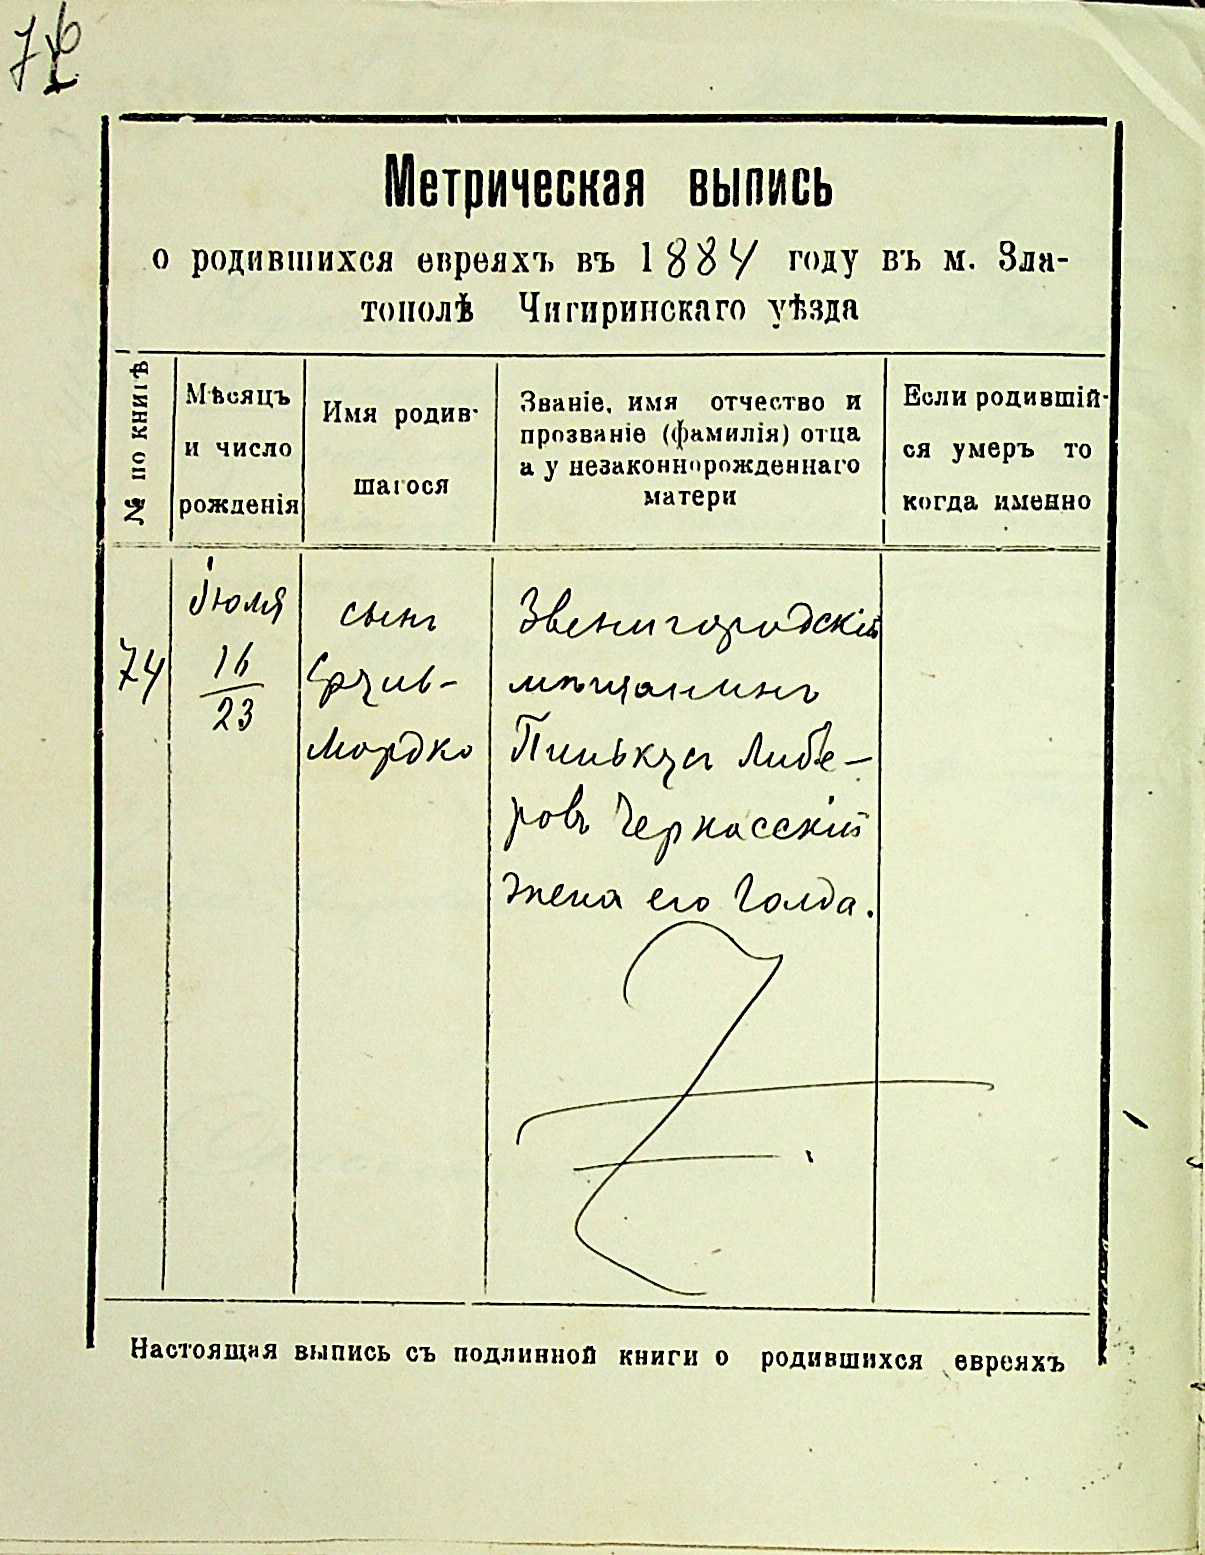 76
Метрическая выпись
о родившихся евреяхъ въ 1884 году въ м. Зла-
тополѣ Чигиринскаго уѣзда
№ по книгѣ
Мѣсяцъ
и число
рожденія
Имя родив-
шагося
Званіе, имя отчество и
прозваніе (фамилія) отца
а у незаконнорожденнаго
матери
Если родившій-
ся умеръ то
когда именно
74
Іюля
16
23
сынъ
Сруль-
Мордко
Звенигородскій
мѣщанинъ
Пинькусъ Либе-
ровъ Черкасскій
жена его Голда.
Настоящая выпись съ подлинной книги о родившихся евреяхъ